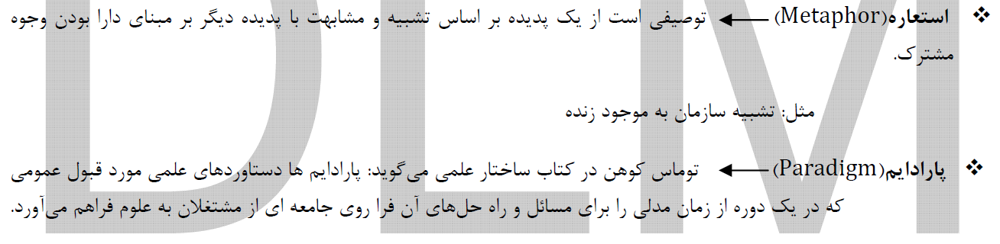 ❖ استعاره(Metaphor) ← توصیفی است از یک پدیده بر اساس تشبیه و مشابهت با پدیده دیگر بر مبنای دارا بودن وجوه
مشترک.
مثل: تشبیه سازمان به موجود زنده
❖ پارادایم(Paradigm) ← توماس کوهن در کتاب ساختار علمی می‌گوید: پارادایم ها دستاوردهای علمی مورد قبول عمومی
که در یک دوره از زمان مدلی را برای مسائل و راه حل‌های آن فرا روی جامعه ای از مشتغلان به علوم فراهم می‌آورد.